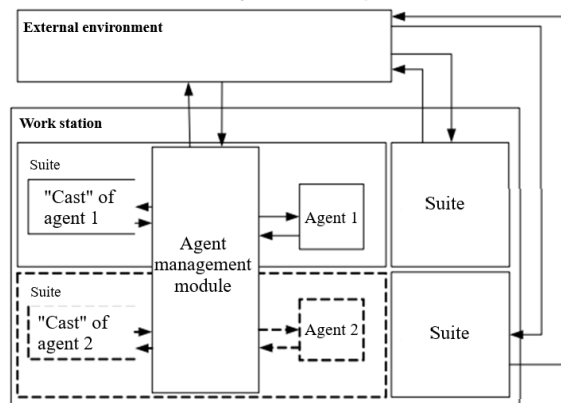 External environment
Work station
Suite
"Cast" of
agent 1
Agent 1
Suite
Agent
management
module
Suite
"Cast" of
agent 2
Agent 2
Suite